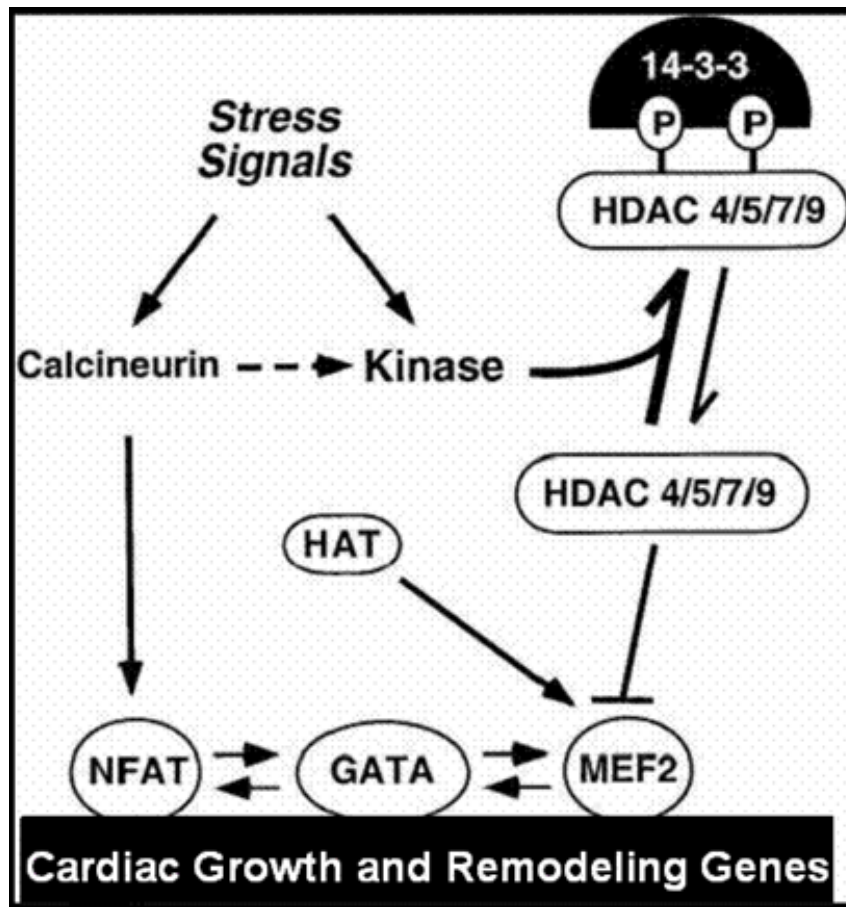 14-3-3
P P
HDAC 4/5/7/9
Stress
Signals
Calcineurin
Kinase
HDAC 4/5/7/9
HAT
NFAT
GATA
MEF2
Cardiac Growth and Remodeling Genes